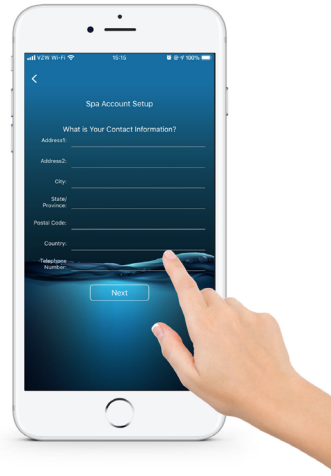 VZW Wi-Fi 15:15 100%
Spa Account Setup
What is Your Contact Information?
Address1:
Address2:
City:
State/
Province:
Postal Code:
Country:
Telephone
Number:
Next